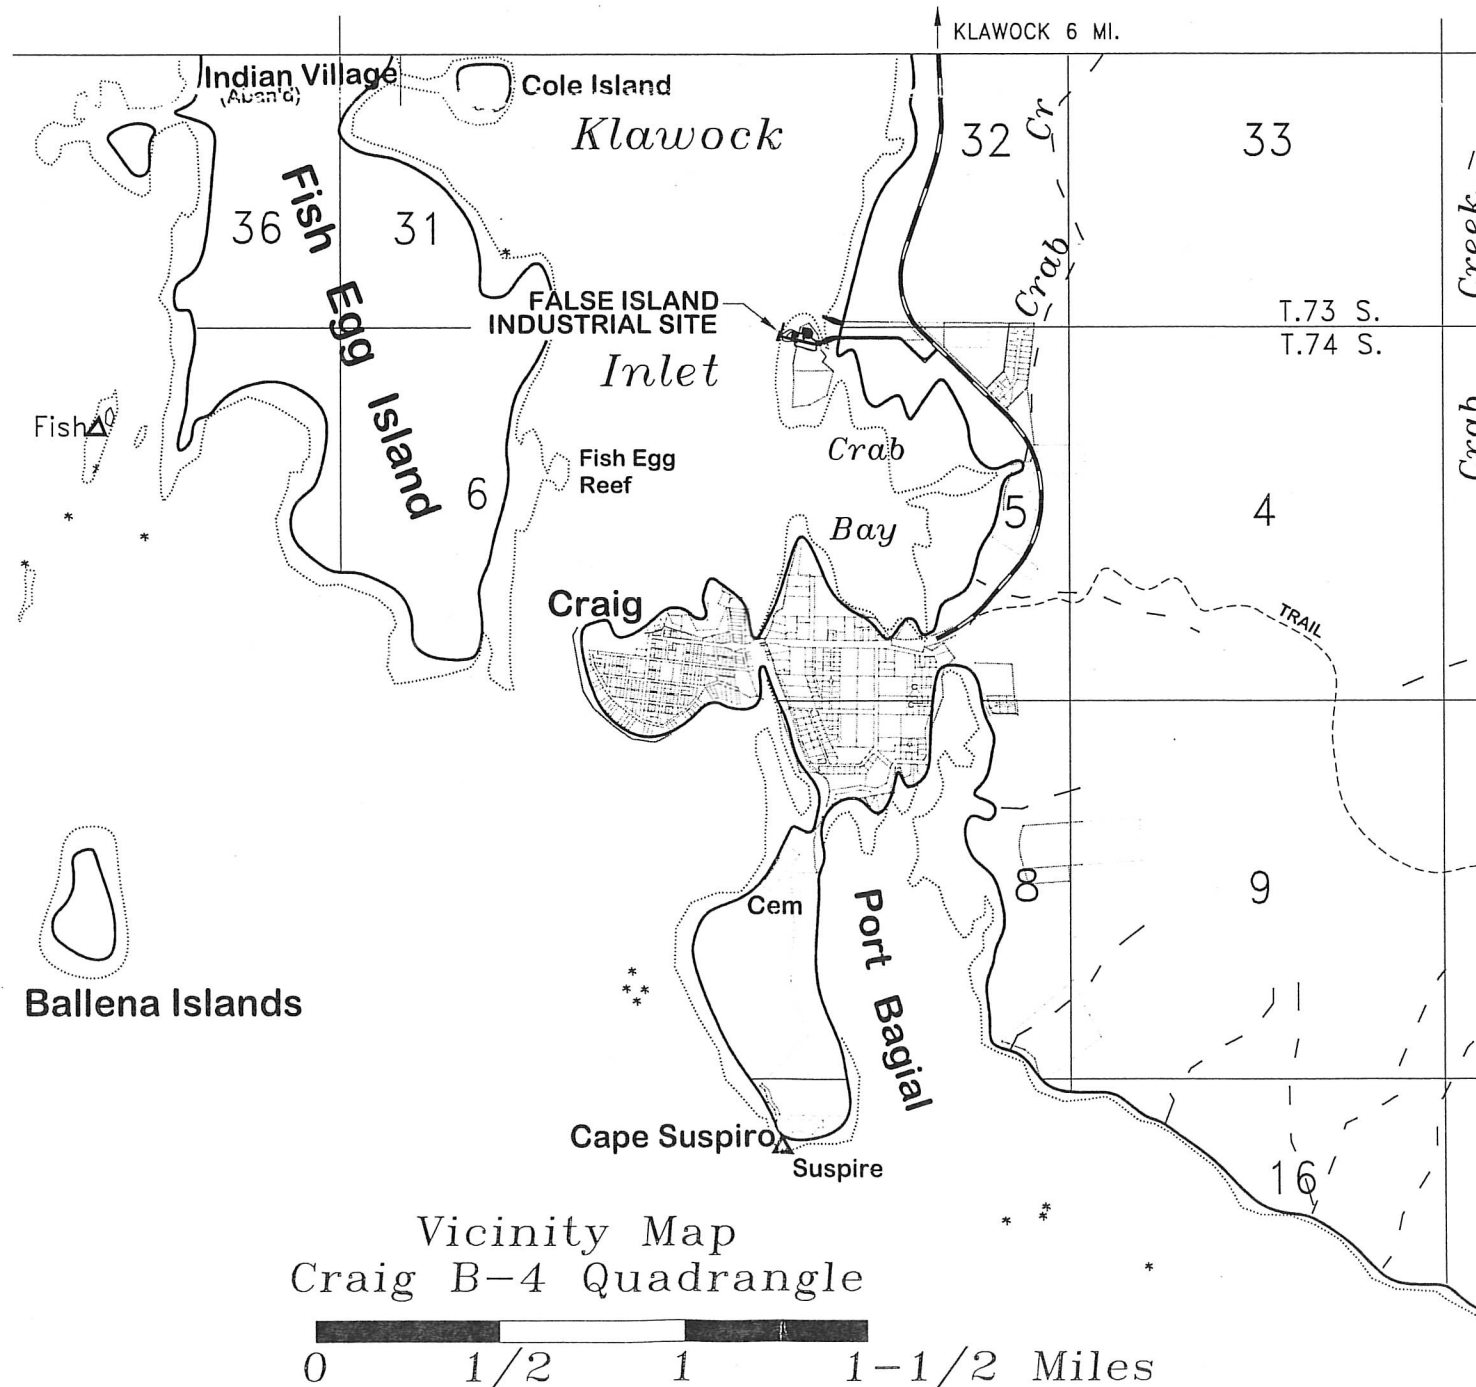 KLAWOCK 6 MI.
Indian Village
(Aban'd)
Cole Island
Klawock
32
Cr
33
Crab
Creek
Fish Egg Island
36
31
FALSE ISLAND
INDUSTRIAL SITE
Inlet
T.73 S.
T.74 S.
Crab
Fish
Crab
Fish Egg
Reef
6
5
4
Bay
Craig
TRAIL
8
9
Cem
Port Bagial
Ballena Islands
Cape Suspiro
Suspire
16
Vicinity Map
Craig B-4 Quadrangle
0 1/2 1 1-1/2 Miles